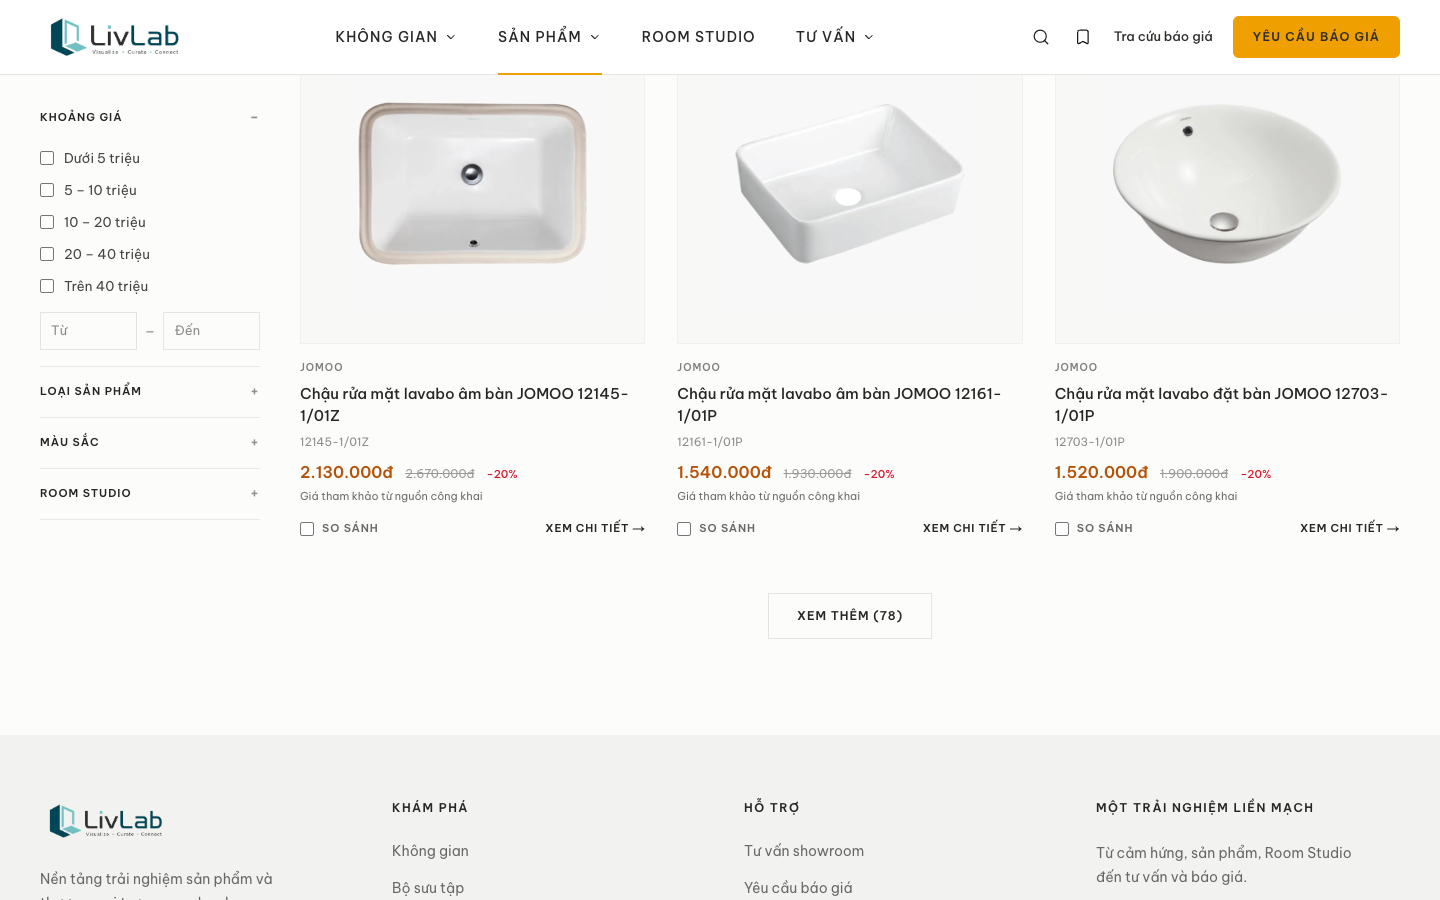 LivLab
Visualize - Curate - Connect
KHÔNG GIAN
SẢN PHẨM
ROOM STUDIO
TƯ VẤN
Tra cứu báo giá
YÊU CẦU BÁO GIÁ
KHOẢNG GIÁ
Dưới 5 triệu
5 – 10 triệu
10 – 20 triệu
20 – 40 triệu
Trên 40 triệu
Từ – Đến
LOẠI SẢN PHẨM +
MÀU SẮC +
ROOM STUDIO +
JOMOO
Chậu rửa mặt lavabo âm bàn JOMOO 12145-
1/01Z
12145-1/01Z
2.130.000đ 2.670.000đ -20%
Giá tham khảo từ nguồn công khai
SO SÁNH XEM CHI TIẾT →
JOMOO
Chậu rửa mặt lavabo âm bàn JOMOO 12161-
1/01P
12161-1/01P
1.540.000đ 1.930.000đ -20%
Giá tham khảo từ nguồn công khai
SO SÁNH XEM CHI TIẾT →
JOMOO
Chậu rửa mặt lavabo đặt bàn JOMOO 12703-
1/01P
12703-1/01P
1.520.000đ 1.900.000đ -20%
Giá tham khảo từ nguồn công khai
SO SÁNH XEM CHI TIẾT →
XEM THÊM (78)
LivLab
Visualize - Curate - Connect
Nền tảng trải nghiệm sản phẩm và
KHÁM PHÁ
Không gian
Bộ sưu tập
HỖ TRỢ
Tư vấn showroom
Yêu cầu báo giá
MỘT TRẢI NGHIỆM LIỀN MẠCH
Từ cảm hứng, sản phẩm, Room Studio
đến tư vấn và báo giá.